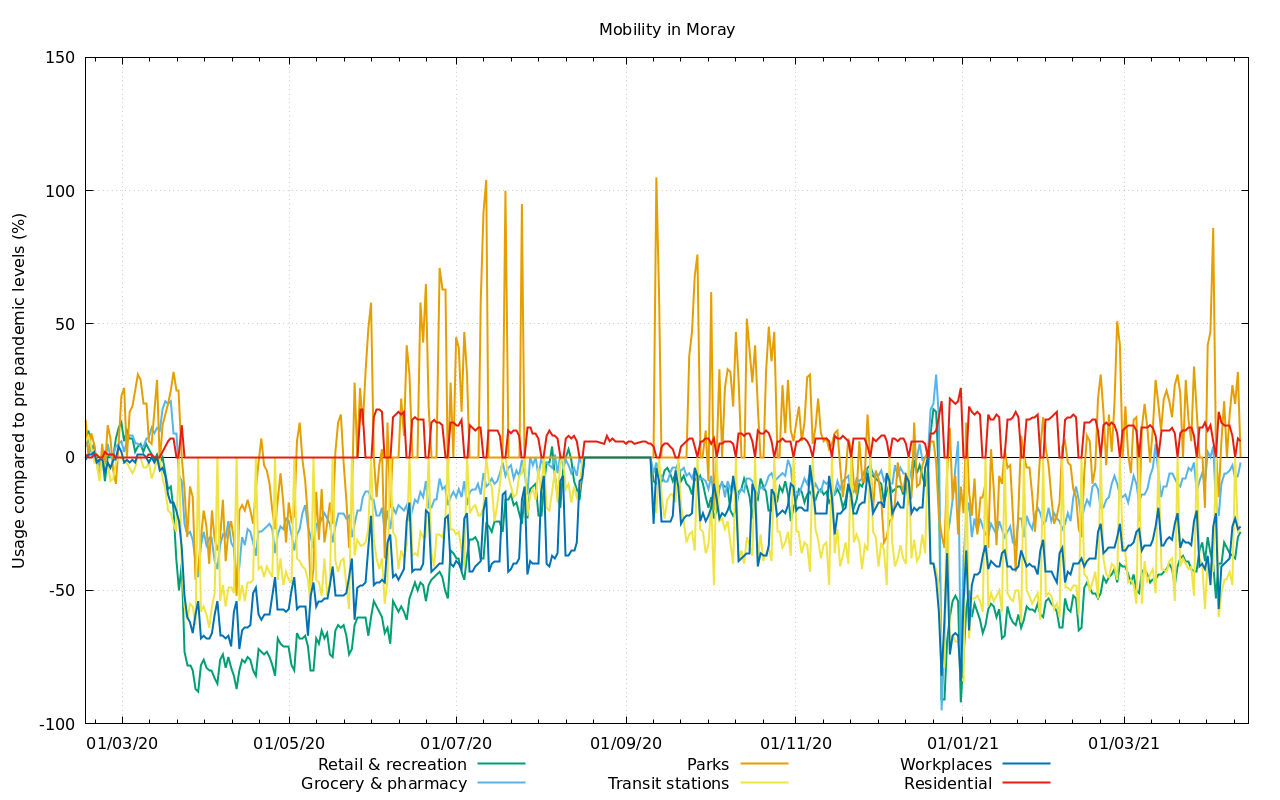 Mobility in Moray
Usage compared to pre pandemic levels (%)
150
100
50
0
-50
-100
01/03/20 01/05/20 01/07/20 01/09/20 01/11/20 01/01/21 01/03/21
Retail & recreation Parks Workplaces
Grocery & pharmacy Transit stations Residential